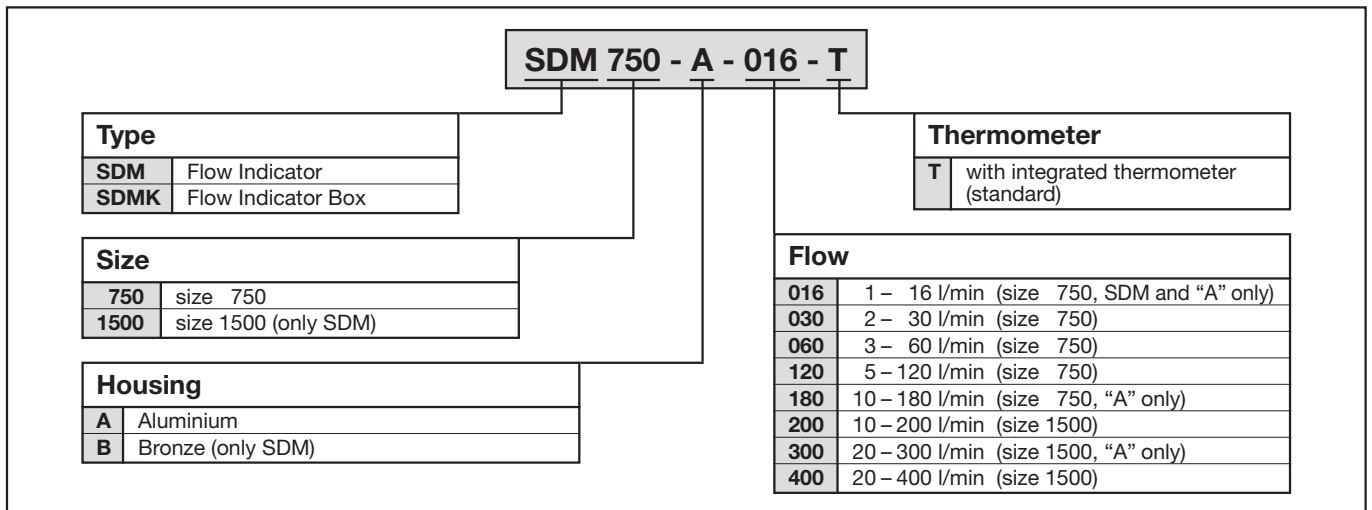 SDM 750 - A - 016 - T
Type
SDM Flow Indicator
SDMK Flow Indicator Box
Size
750 size 750
1500 size 1500 (only SDM)
Housing
A Aluminium
B Bronze (only SDM)
Thermometer
T with integrated thermometer
(standard)
Flow
016 1 – 16 l/min (size 750, SDM and “A” only)
030 2 – 30 l/min (size 750)
060 3 – 60 l/min (size 750)
120 5 – 120 l/min (size 750)
180 10 – 180 l/min (size 750, “A” only)
200 10 – 200 l/min (size 1500)
300 20 – 300 l/min (size 1500, “A” only)
400 20 – 400 l/min (size 1500)